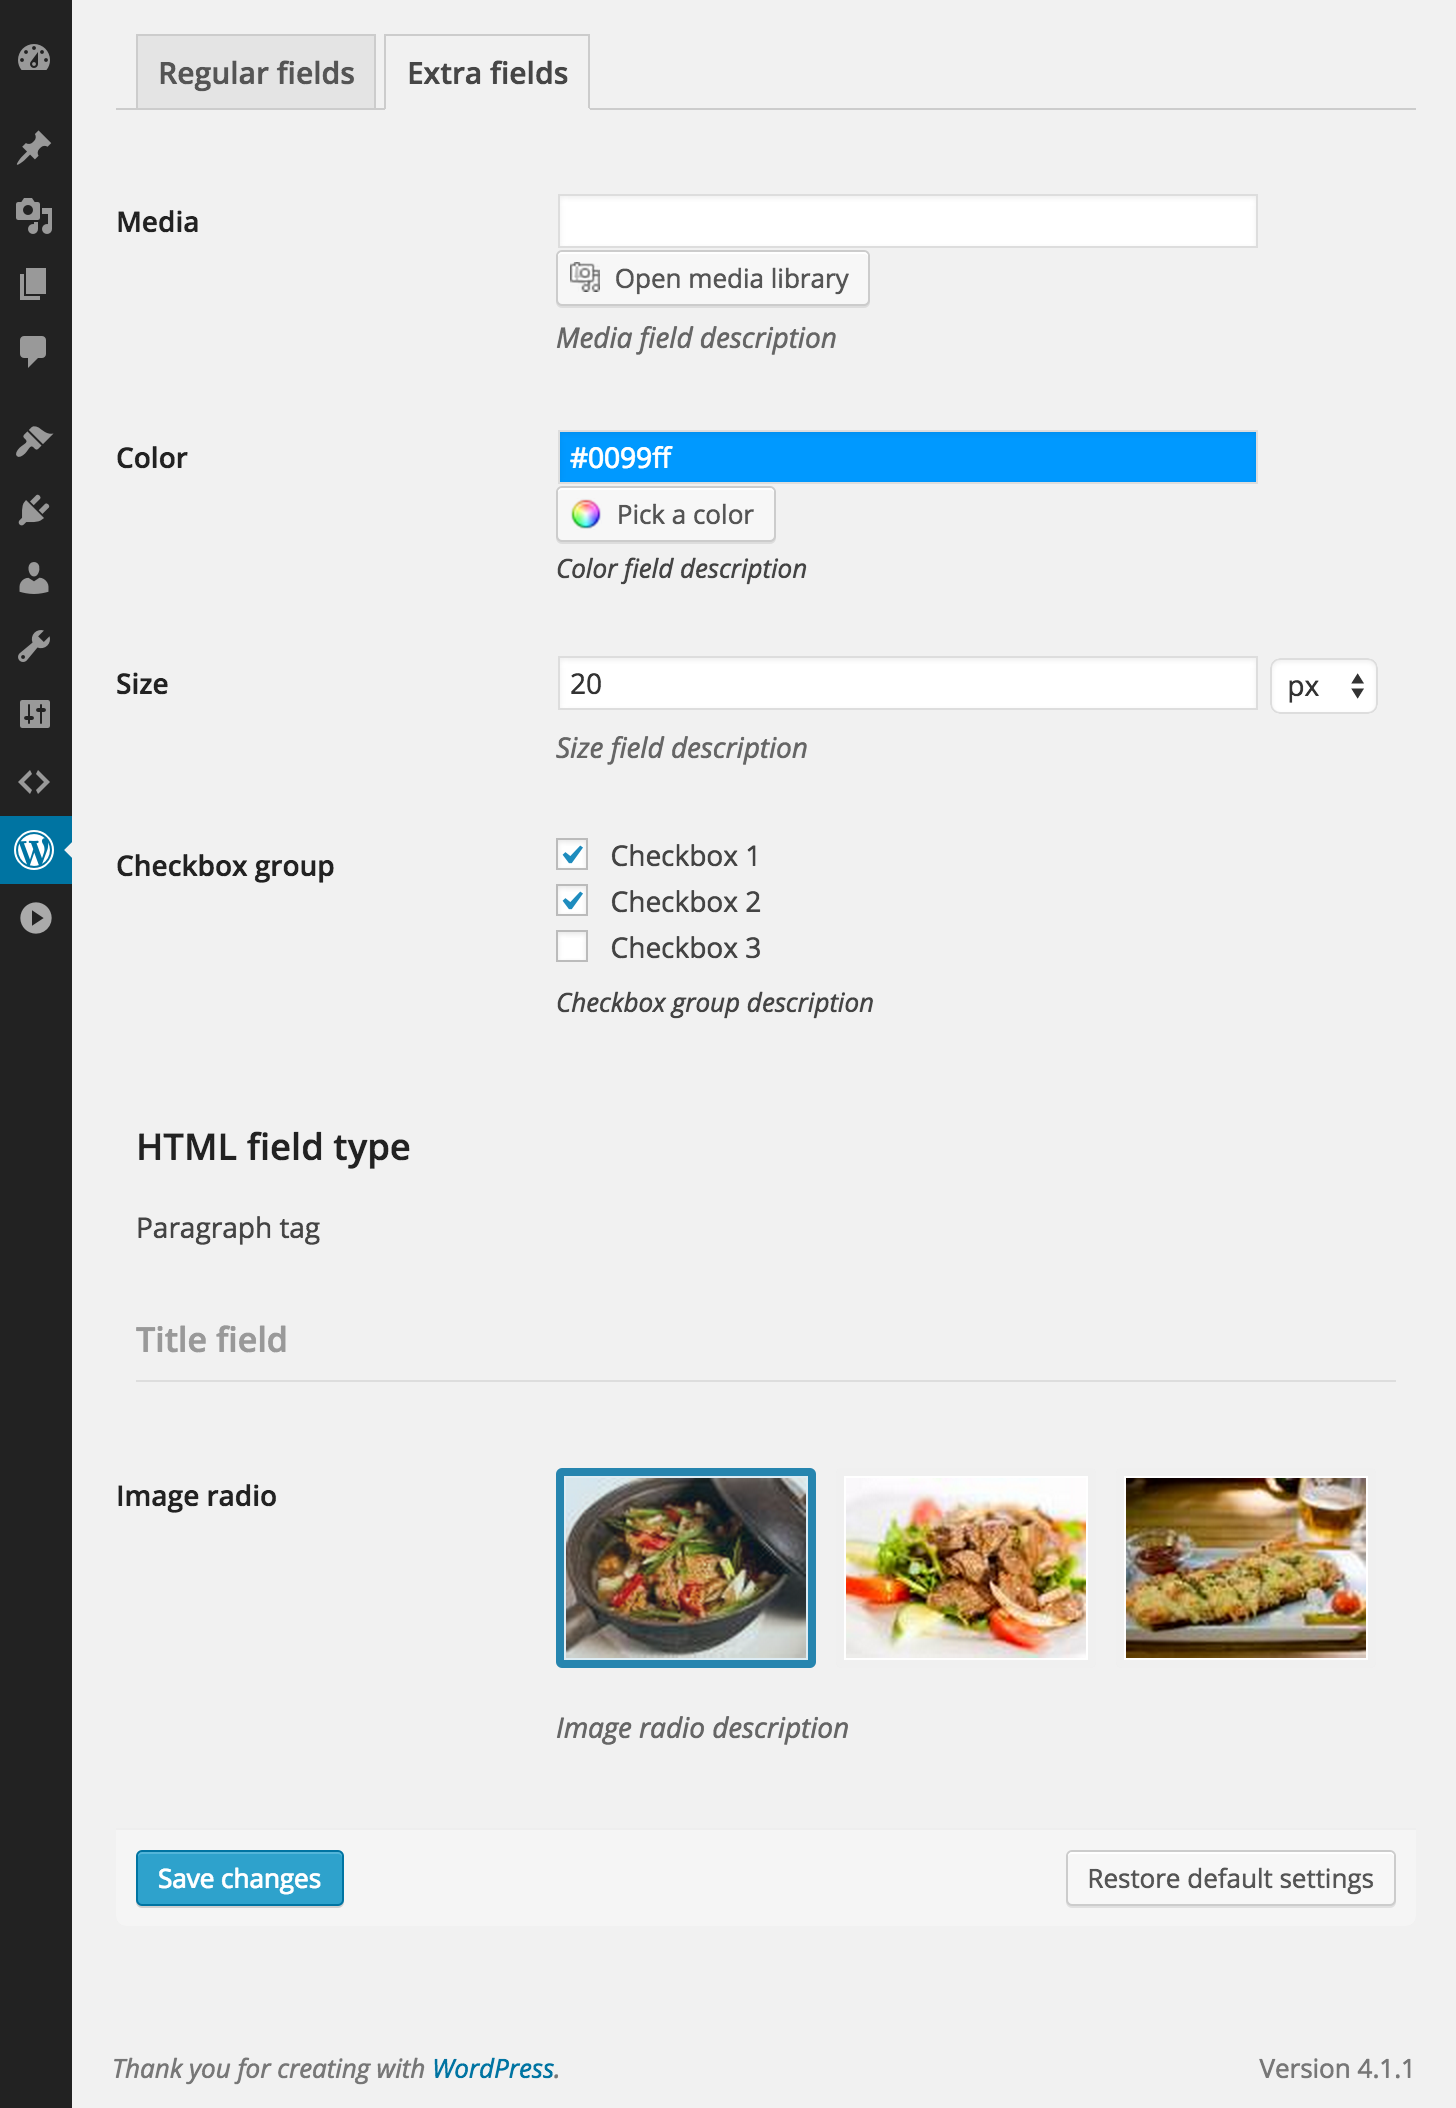 Regular fields
Extra fields
Media
Open media library
Media field description
Color
#0099ff
Pick a color
Color field description
Size
20
px
Size field description
Checkbox group
Checkbox 1
Checkbox 2
Checkbox 3
Checkbox group description
HTML field type
Paragraph tag
Title field
Image radio
Image radio description
Save changes
Restore default settings
Thank you for creating with WordPress.
Version 4.1.1